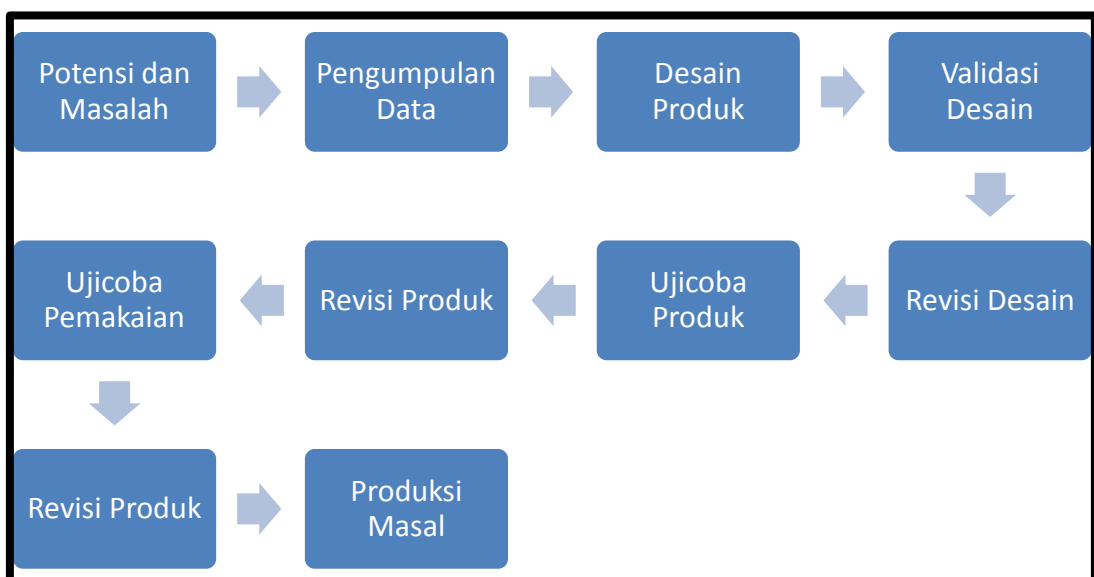 Potensi dan
Masalah
Pengumpulan
Data
Desain
Produk
Validasi
Desain
Revisi Desain
Ujicoba
Produk
Revisi Produk
Ujicoba
Pemakaian
Revisi Produk
Produksi
Masal